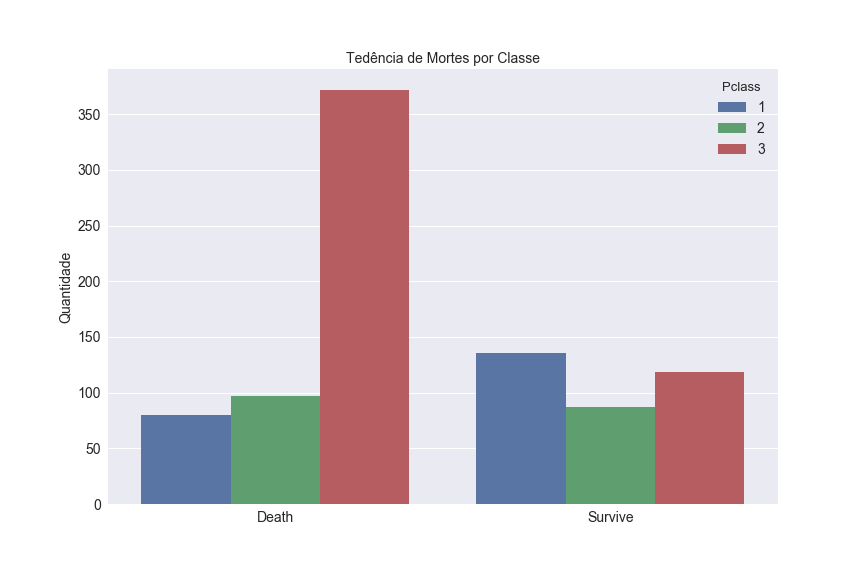 Tedência de Mortes por Classe
Pclass
1
2
3
350
300
250
200
150
100
50
0
Quantidade
Death
Survive